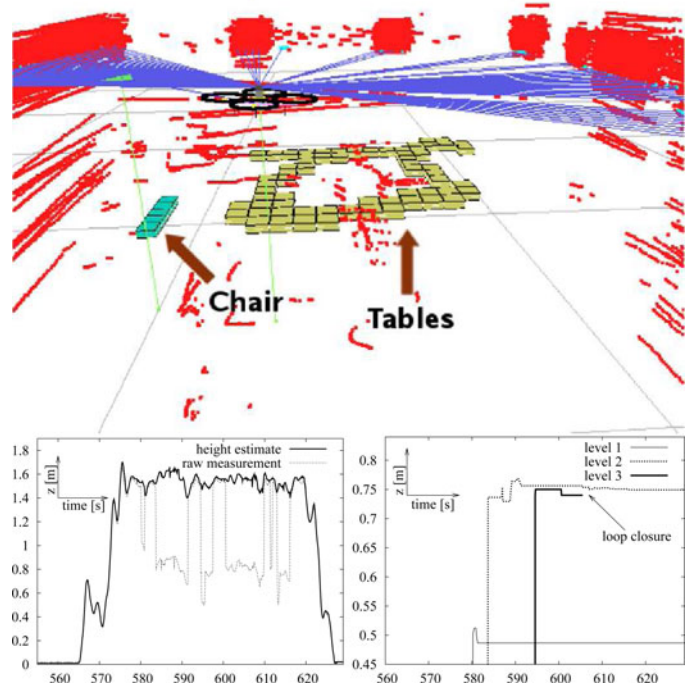 Chair
Tables
height estimate
raw measurement
z [m]
time [s]
1.8
1.6
1.4
1.2
1
0.8
0.6
0.4
0.2
0
560 570 580 590 600 610 620
level 1
level 2
level 3
z [m]
time [s]
loop closure
0.8
0.75
0.7
0.65
0.6
0.55
0.5
0.45
560 570 580 590 600 610 620